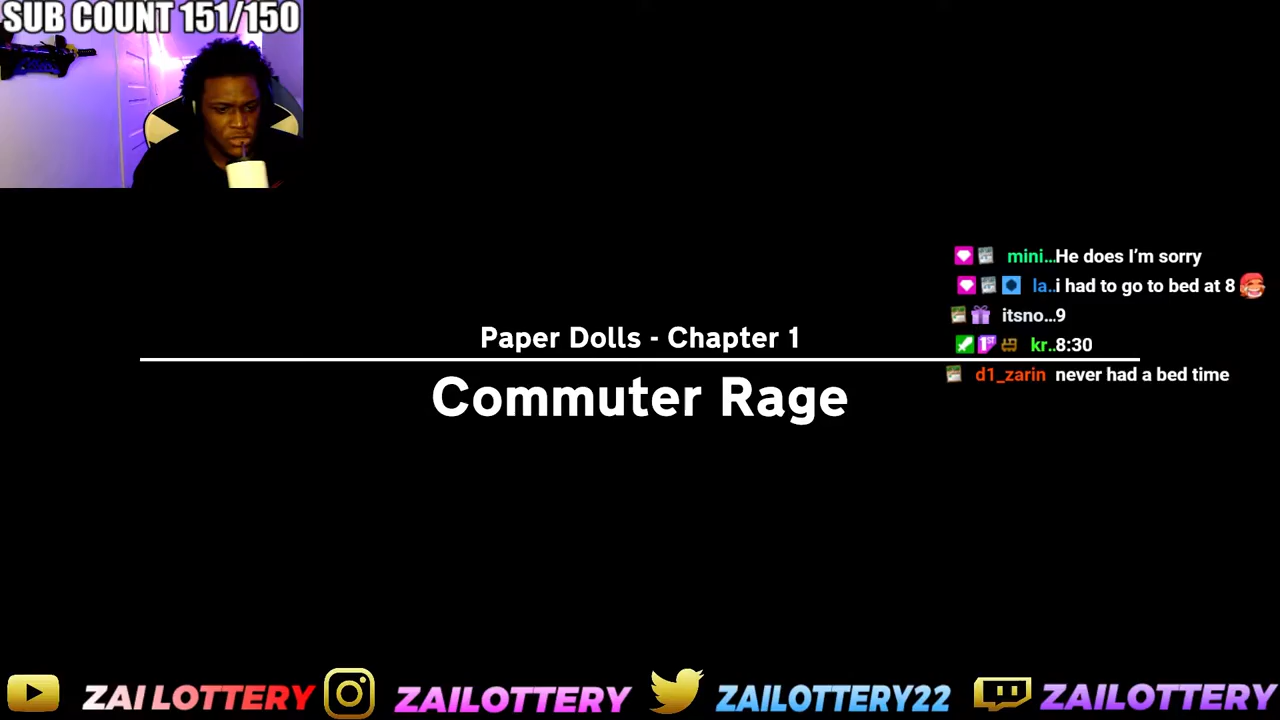 SUB COUNT 151/150
mini...He does I'm sorry
la..i had to go to bed at 8
itsno...9
kr..8:30
d1_zarin never had a bed time
Paper Dolls - Chapter 1
Commuter Rage
ZAI LOTTERY ZAILOTTERY ZAILOTTERY22 ZAILOTTERY